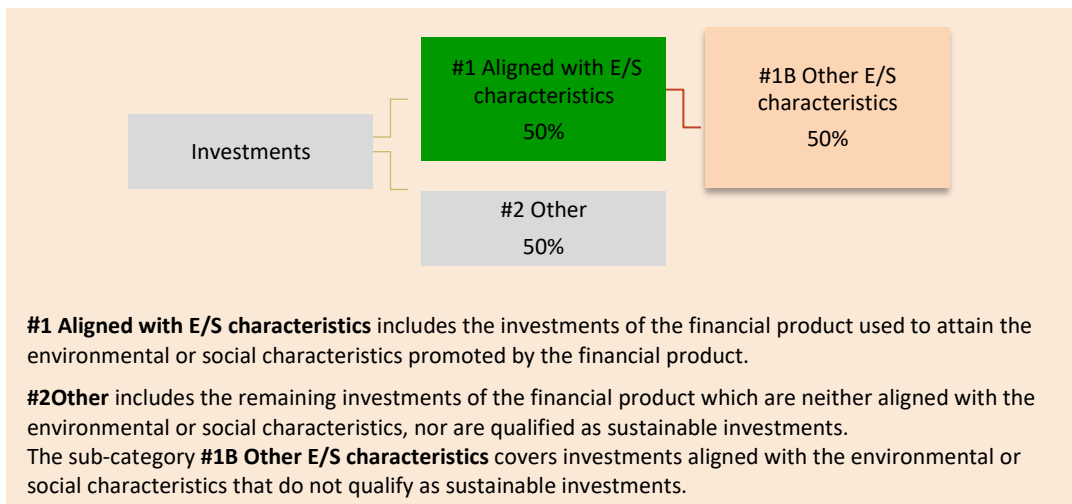 Investments
#1 Aligned with E/S
characteristics
50%
#1B Other E/S
characteristics
50%
#2 Other
50%
#1 Aligned with E/S characteristics includes the investments of the financial product used to attain the
environmental or social characteristics promoted by the financial product.
#2Other includes the remaining investments of the financial product which are neither aligned with the
environmental or social characteristics, nor are qualified as sustainable investments.
The sub-category #1B Other E/S characteristics covers investments aligned with the environmental or
social characteristics that do not qualify as sustainable investments.